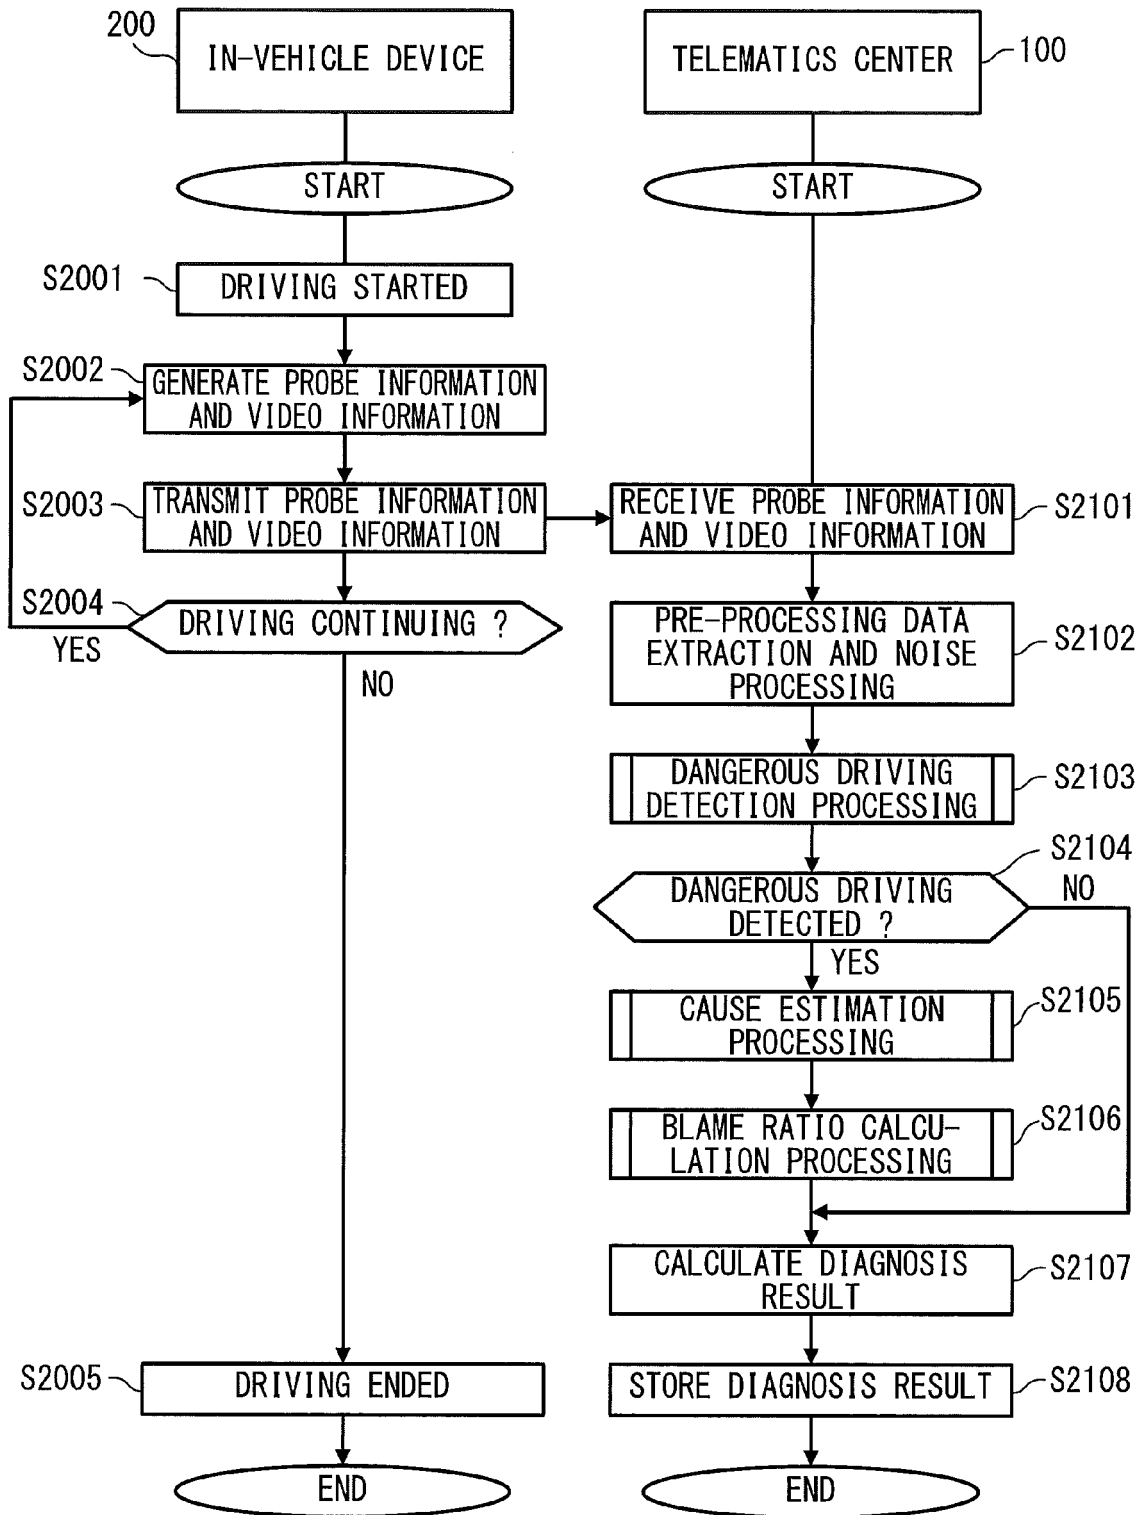 200
IN-VEHICLE DEVICE
TELEMATICS CENTER
100
START
START
S2001
DRIVING STARTED
S2002
GENERATE PROBE INFORMATION
AND VIDEO INFORMATION
S2003
TRANSMIT PROBE INFORMATION
AND VIDEO INFORMATION
RECEIVE PROBE INFORMATION
AND VIDEO INFORMATION
S2101
S2004
DRIVING CONTINUING ?
YES
NO
PRE-PROCESSING DATA
EXTRACTION AND NOISE
PROCESSING
S2102
DANGEROUS DRIVING
DETECTION PROCESSING
S2103
S2104
DANGEROUS DRIVING
DETECTED ?
NO
YES
CAUSE ESTIMATION
PROCESSING
S2105
BLAME RATIO CALCU-
LATION PROCESSING
S2106
CALCULATE DIAGNOSIS
RESULT
S2107
S2005
DRIVING ENDED
STORE DIAGNOSIS RESULT
S2108
END
END